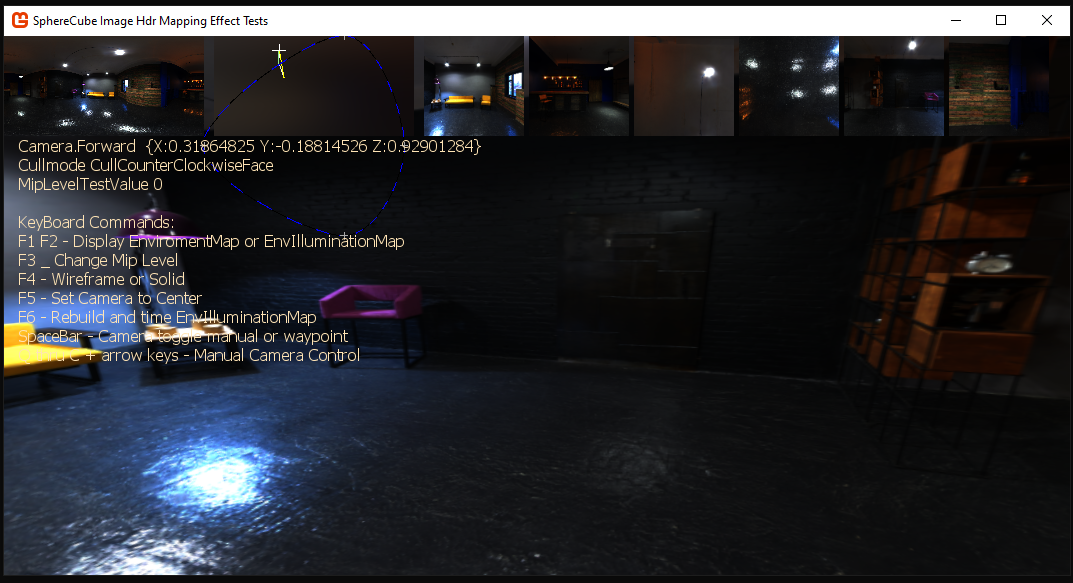 SphereCube Image Hdr Mapping Effect Tests
Camera.Forward {X:0.31864825 Y:-0.18814526 Z:0.92901284}
Cullmode CullCounterClockwiseFace
MipLevelTestValue 0
KeyBoard Commands:
F1 F2 - Display EnviromentMap or EnvIlluminationMap
F3 _ Change Mip Level
F4 - Wireframe or Solid
F5 - Set Camera to Center
F6 - Rebuild and time EnvIlluminationMap
SpaceBar - Camera toggle manual or waypoint
C + arrow keys - Manual Camera Control